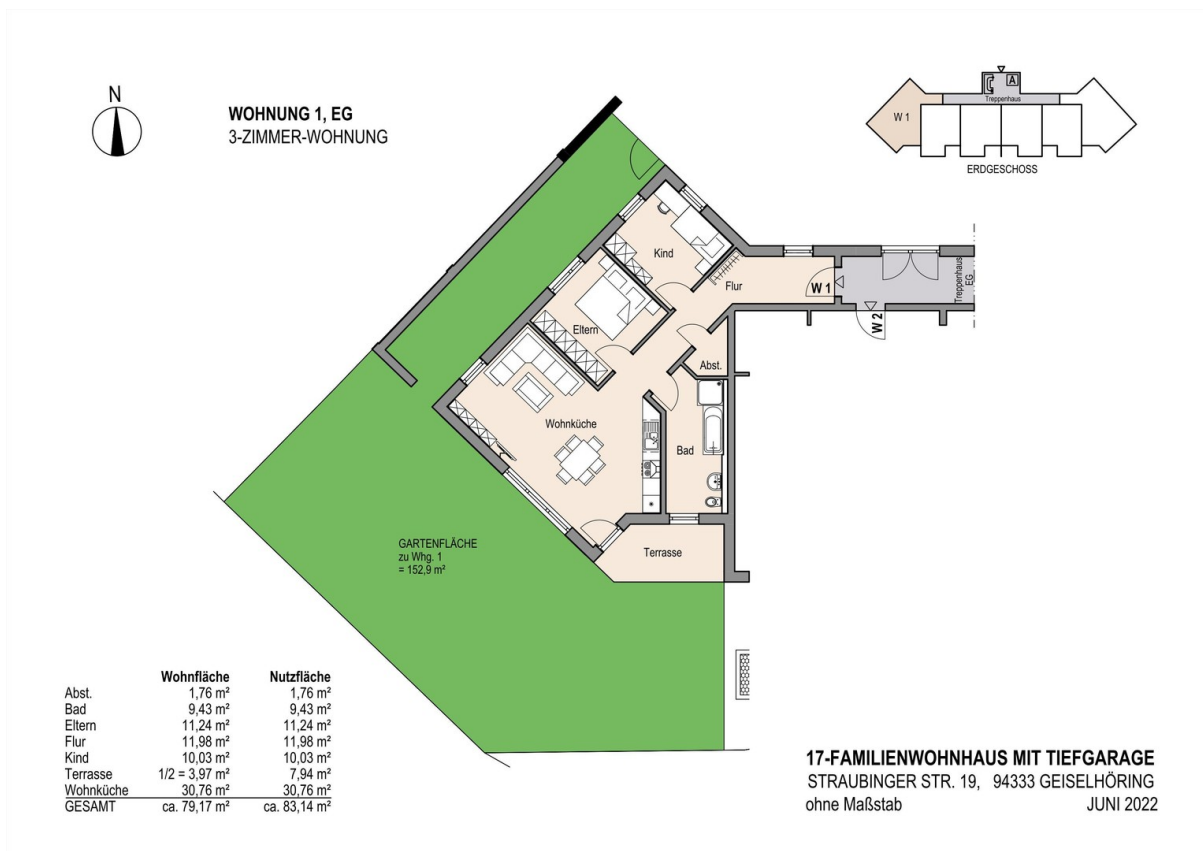 N
WOHNUNG 1, EG
3-ZIMMER-WOHNUNG
A
Treppenhaus
W 1
ERDGESCHOSS
Kind
Flur
W 1
Treppenhaus
EG
W 2
Eltern
Abst.
Wohnküche
Bad
Terrasse
GARTENFLÄCHE
zu Whg. 1
= 152,9 m²
Wohnfläche Nutzfläche
Abst. 1,76 m² 1,76 m²
Bad 9,43 m² 9,43 m²
Eltern 11,24 m² 11,24 m²
Flur 11,98 m² 11,98 m²
Kind 10,03 m² 10,03 m²
Terrasse 1/2 = 3,97 m² 7,94 m²
Wohnküche 30,76 m² 30,76 m²
GESAMT ca. 79,17 m² ca. 83,14 m²
17-FAMILIENWOHNHAUS MIT TIEFGARAGE
STRAUBINGER STR. 19, 94333 GEISELHÖRING
ohne Maßstab JUNI 2022